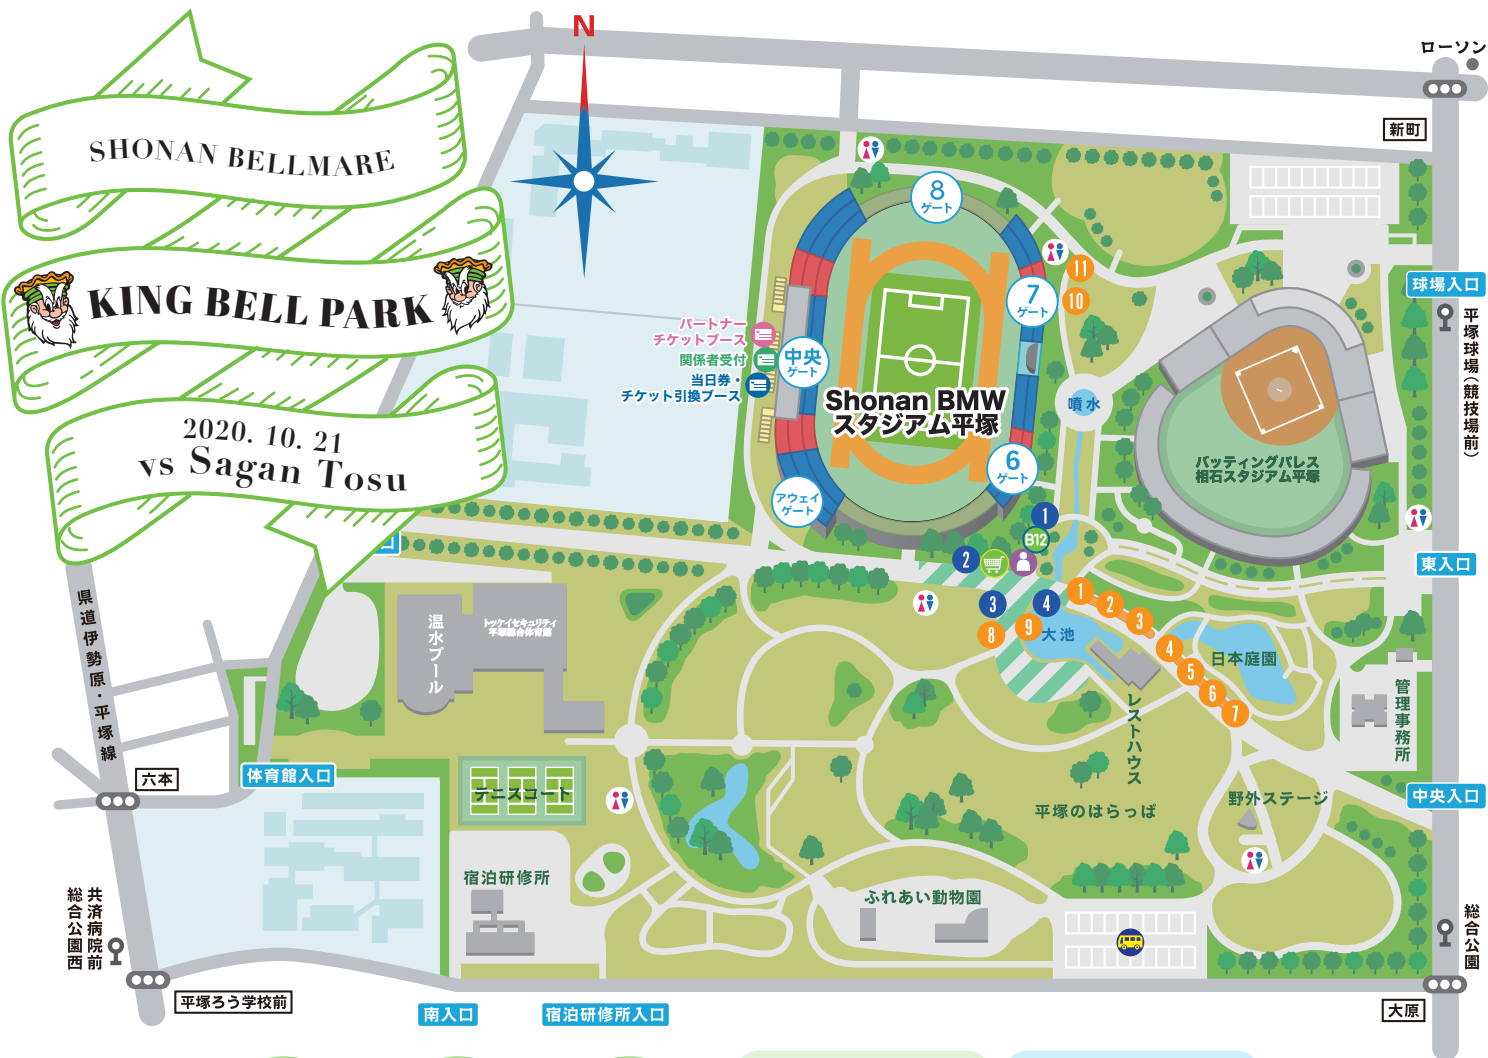 SHONAN BELLMARE
KING BELL PARK
2020. 10. 21
vs Sagan Tosu
N
ローソン
新町
8
ゲート
11
10
7
ゲート
球場入口
平塚球場(競技場前)
パートナー
チケットブース
関係者受付
当日券・
チケット引換ブース
中央
ゲート
Shonan BMW
スタジアム平塚
噴水
バッティングパレス
相石スタジアム平塚
6
ゲート
アウェイ
ゲート
1
B12
2
東入口
3
4
1
2
3
8
9
大池
4
5
6
7
日本庭園
県道伊勢原・平塚線
温水プール
トッケイセキュリティ
平塚総合体育館
レストハウス
管理事務所
六本
体育館入口
テニスコート
平塚のはらっぱ
野外ステージ
中央入口
宿泊研修所
ふれあい動物園
共済病院前
総合公園西
総合公園
平塚ろう学校前
南入口
宿泊研修所入口
大原